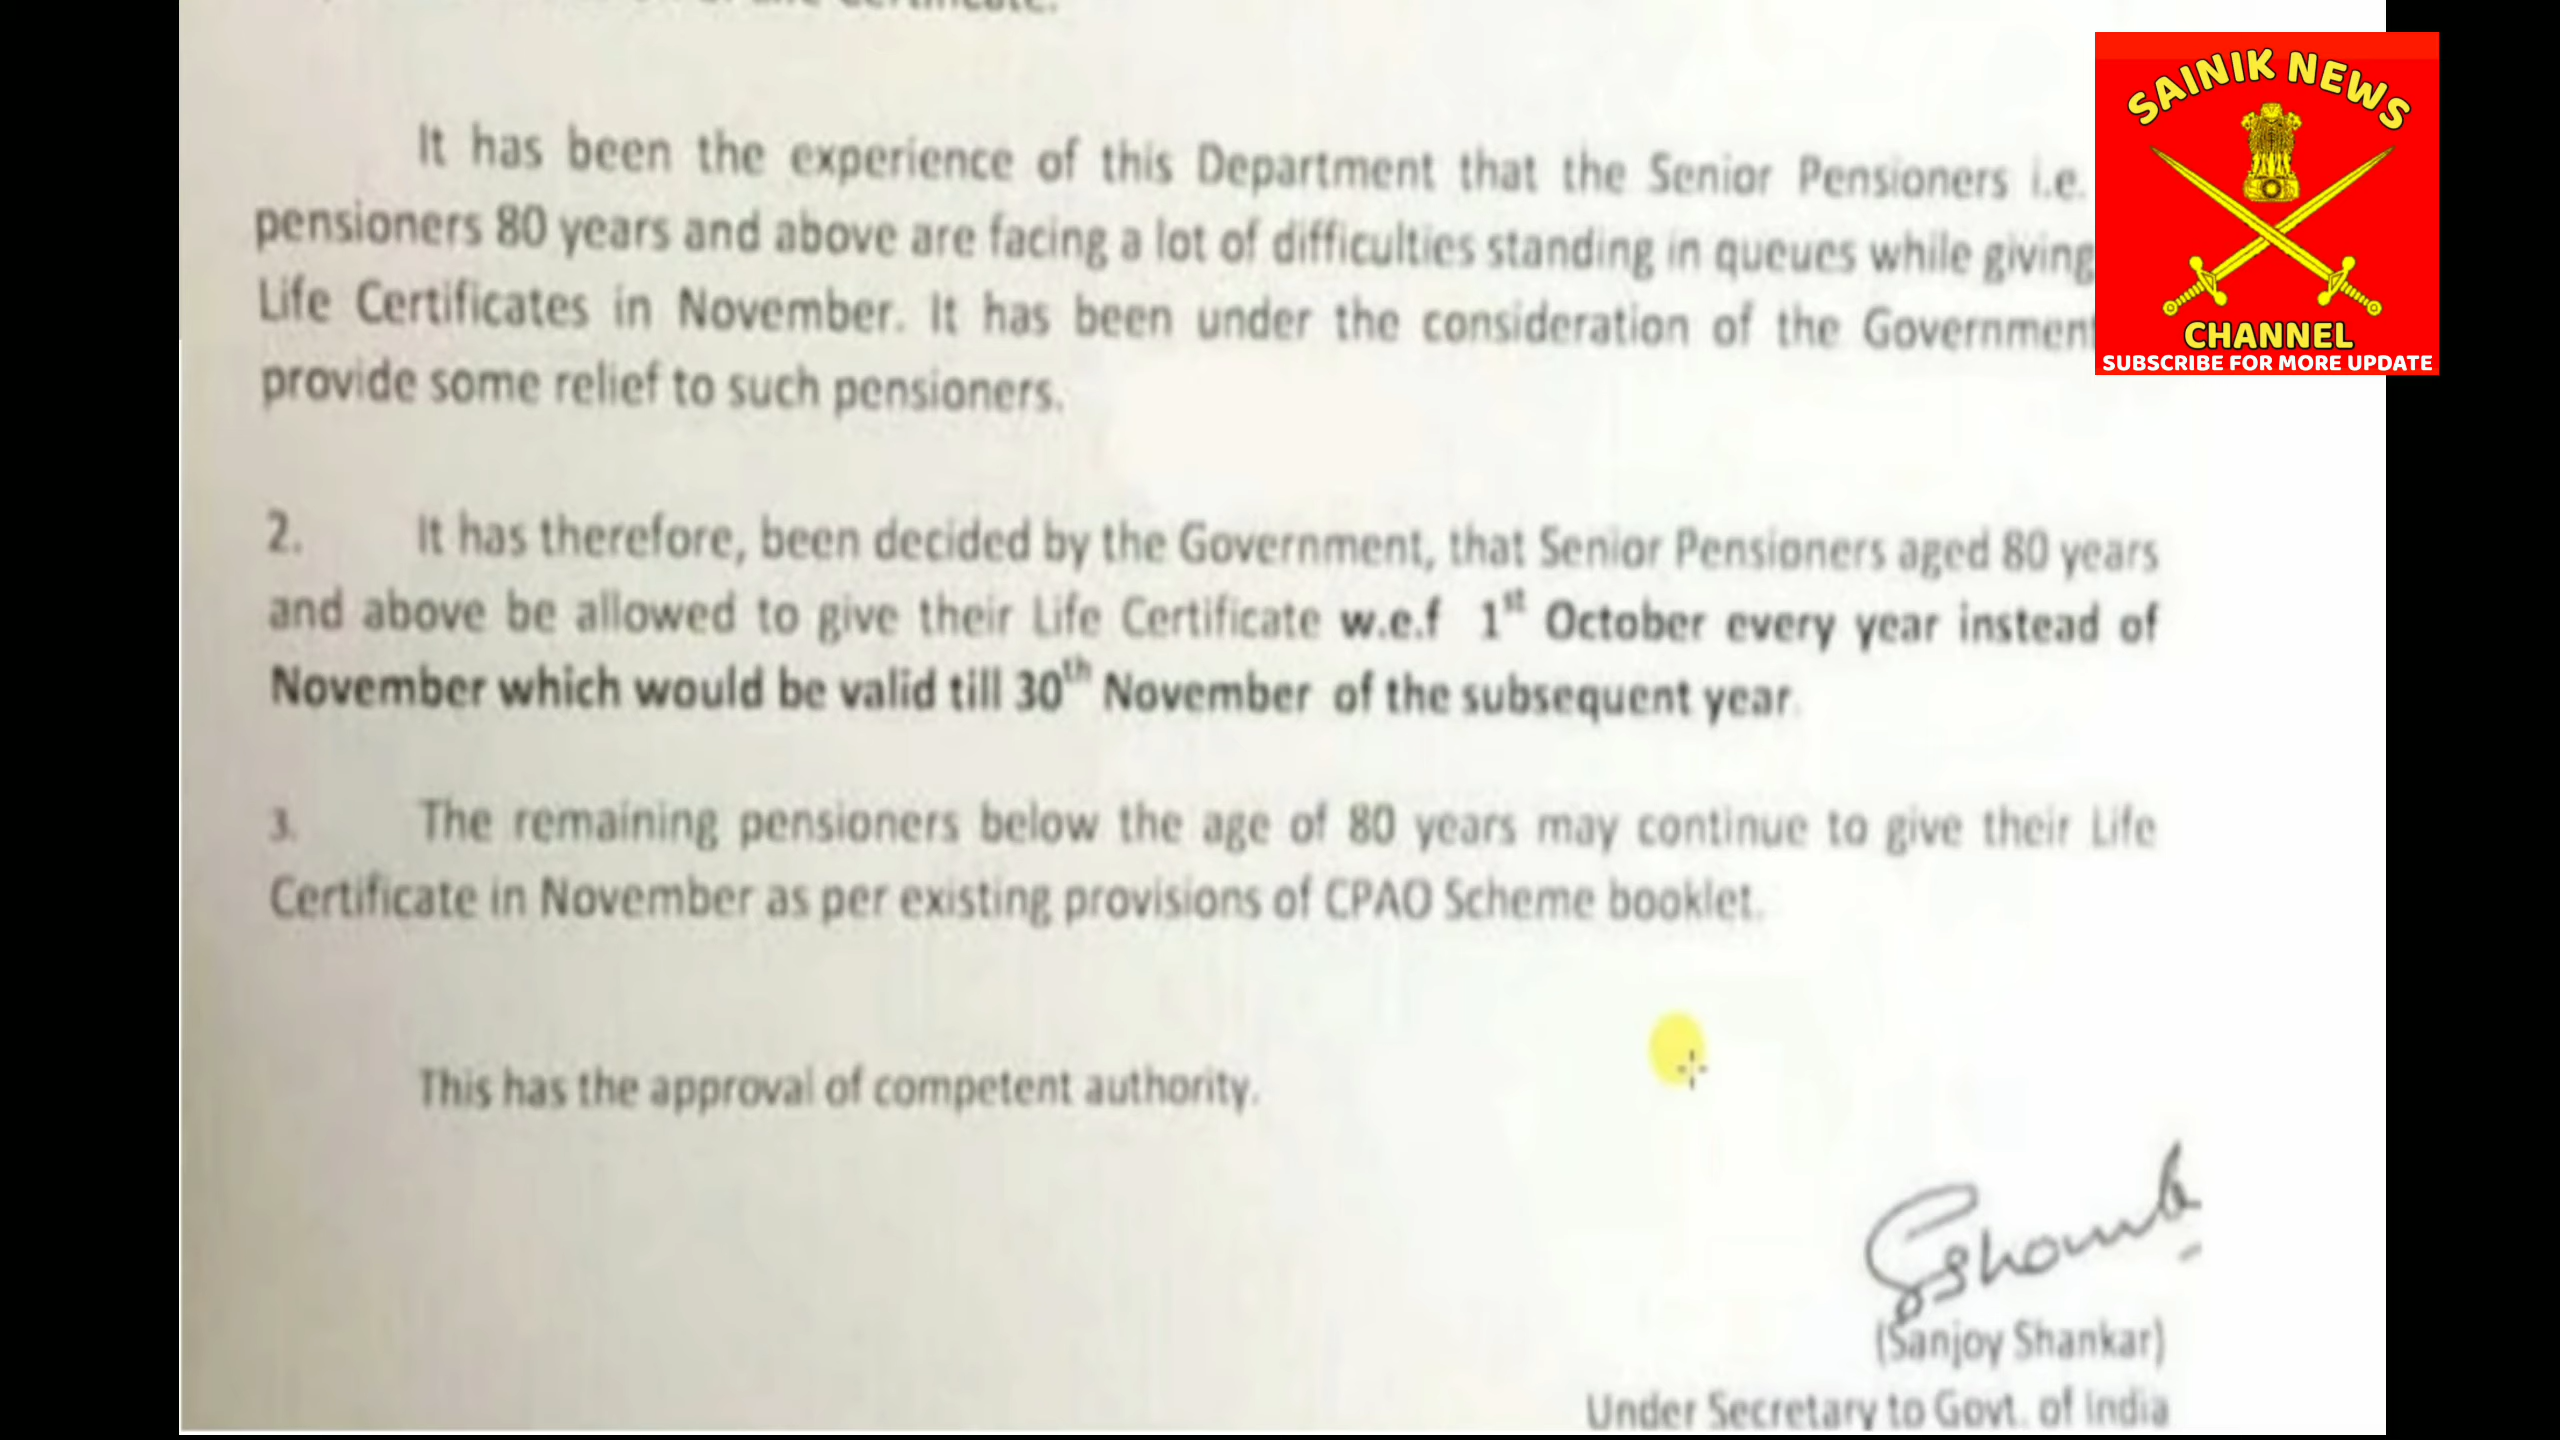 Certificate.
It has been the experience of this Department that the Senior Pensioners i.e.
pensioners 80 years and above are facing a lot of difficulties standing in queues while giving
Life Certificates in November. It has been under the consideration of the Government
provide some relief to such pensioners.
2. It has therefore, been decided by the Government, that Senior Pensioners aged 80 years
and above be allowed to give their Life Certificate w.e.f 1st October every year instead of
November which would be valid till 30th November of the subsequent year.
3. The remaining pensioners below the age of 80 years may continue to give their Life
Certificate in November as per existing provisions of CPAO Scheme booklet.
This has the approval of competent authority.
(Sanjoy Shankar)
Under Secretary to Govt. of India
SAINIK NEWS
CHANNEL
SUBSCRIBE FOR MORE UPDATE